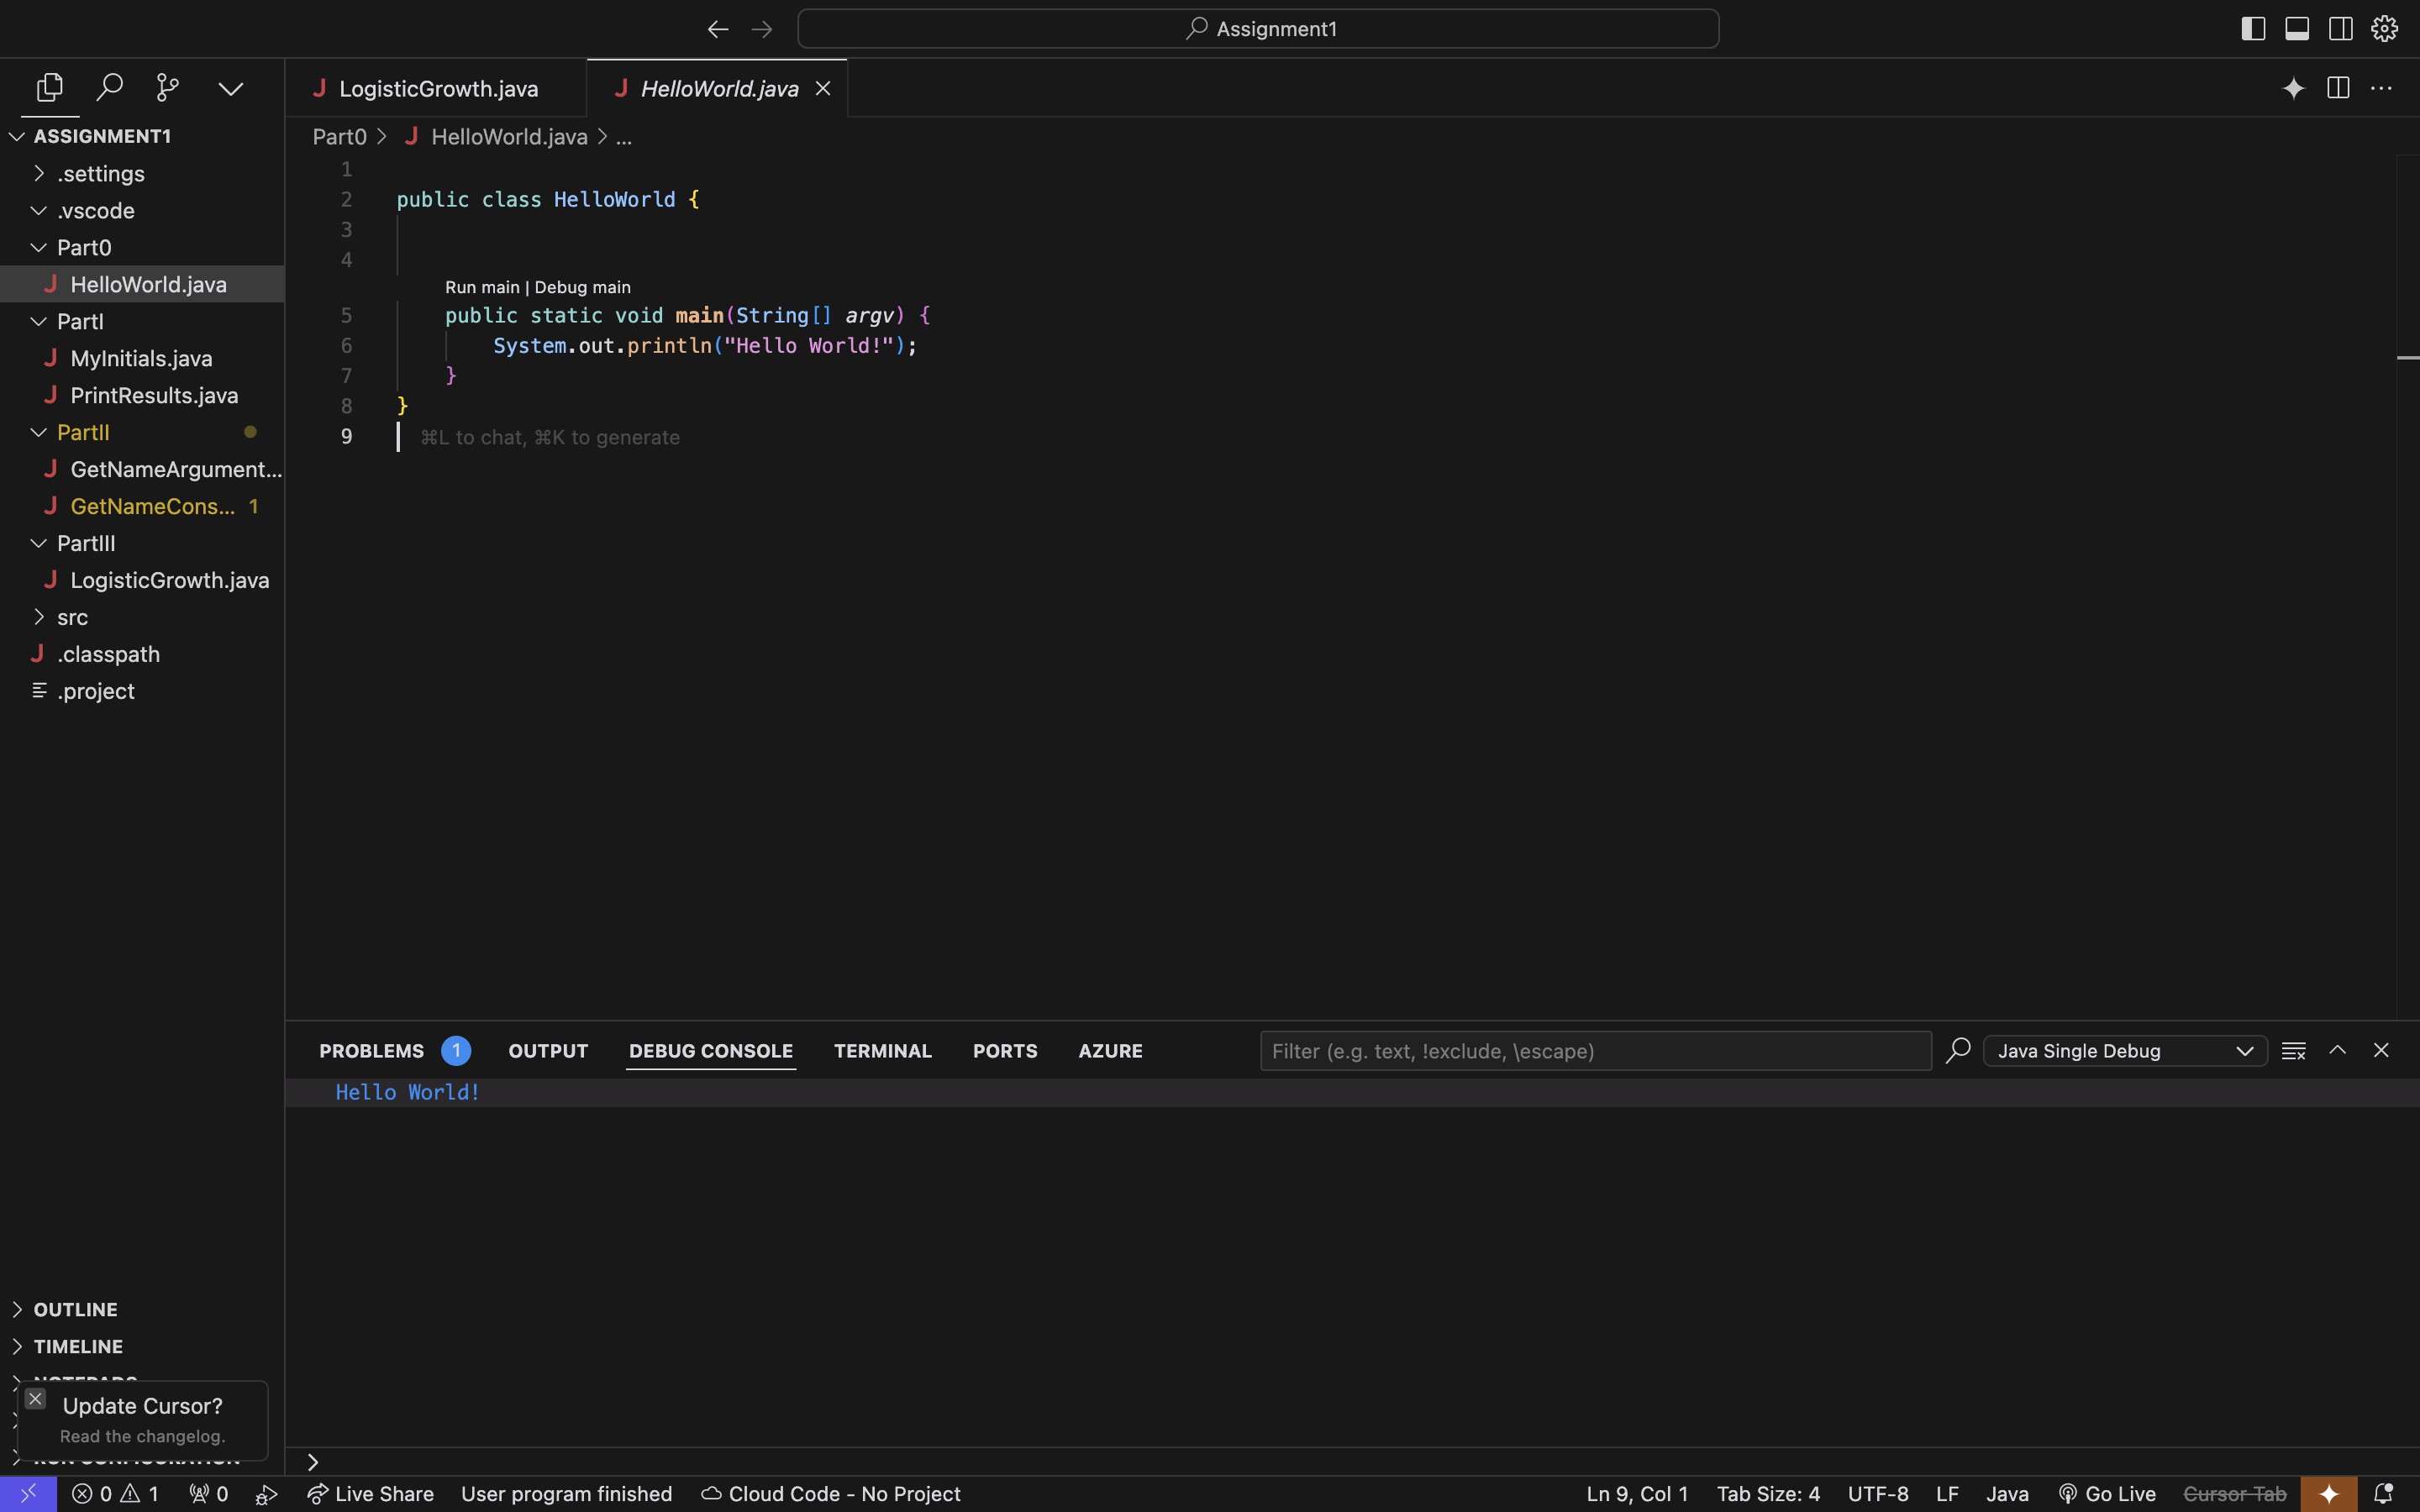 Assignment1
LogisticGrowth.java
HelloWorld.java
ASSIGNMENT1
.settings
.vscode
Part0
HelloWorld.java
PartI
MyInitials.java
PrintResults.java
PartII
GetNameArgument...
GetNameCons... 1
PartIII
LogisticGrowth.java
src
.classpath
.project
OUTLINE
TIMELINE
NOTEPADS
Update Cursor?
Read the changelog.
RUN CONFIGURATION
Part0 > HelloWorld.java > ...
1
2 public class HelloWorld {
3
4
Run main | Debug main
5 public static void main(String[] argv) {
6 System.out.println("Hello World!");
7 }
8 }
9 ⌘L to chat, ⌘K to generate
PROBLEMS 1 OUTPUT DEBUG CONSOLE TERMINAL PORTS AZURE Filter (e.g. text, !exclude, \escape) Java Single Debug
Hello World!
0 1 0 Live Share User program finished Cloud Code - No Project Ln 9, Col 1 Tab Size: 4 UTF-8 LF Java Go Live Cursor Tab